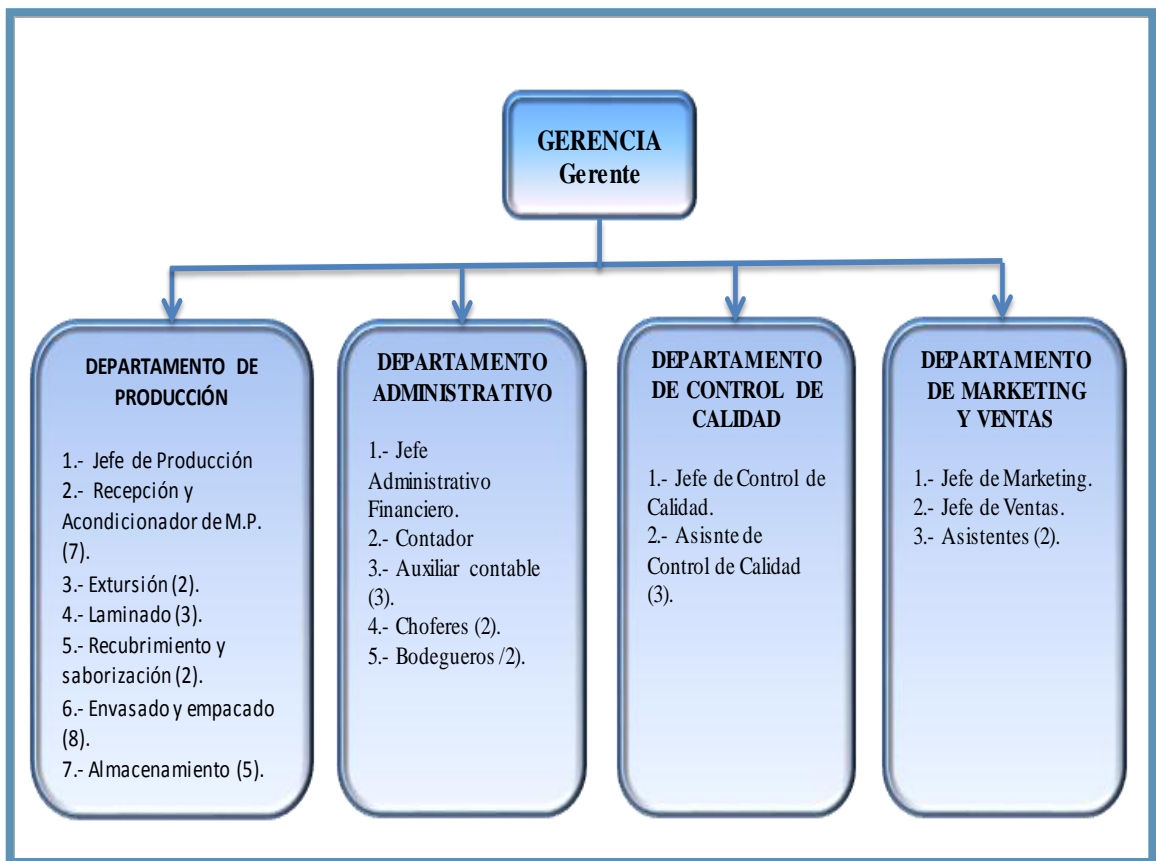 GERENCIA
Gerente
DEPARTAMENTO DE
PRODUCCIÓN
1.- Jefe de Producción
2.- Recepción y
Acondicionador de M.P.
(7).
3.- Extursión (2).
4.- Laminado (3).
5.- Recubrimiento y
saborización (2).
6.- Envasado y empacado
(8).
7.- Almacenamiento (5).
DEPARTAMENTO
ADMINISTRATIVO
1.- Jefe
Administrativo
Financiero.
2.- Contador
3.- Auxiliar contable
(3).
4.- Choferes (2).
5.- Bodegueros /2).
DEPARTAMENTO
DE CONTROL DE
CALIDAD
1.- Jefe de Control de
Calidad.
2.- Asisnte de
Control de Calidad
(3).
DEPARTAMENTO
DE MARKETING
Y VENTAS
1.- Jefe de Marketing.
2.- Jefe de Ventas.
3.- Asistentes (2).